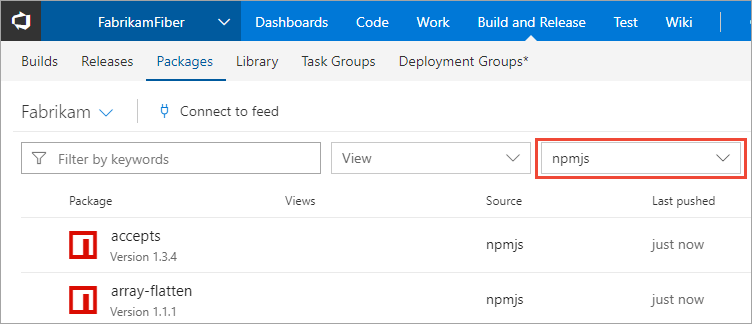 FabrikamFiber Dashboards Code Work Build and Release Test Wiki
Builds Releases Packages Library Task Groups Deployment Groups*
Fabrikam Connect to feed
Filter by keywords View npmjs
Package Views Source Last pushed
accepts
Version 1.3.4 npmjs just now
array-flatten
Version 1.1.1 npmjs just now